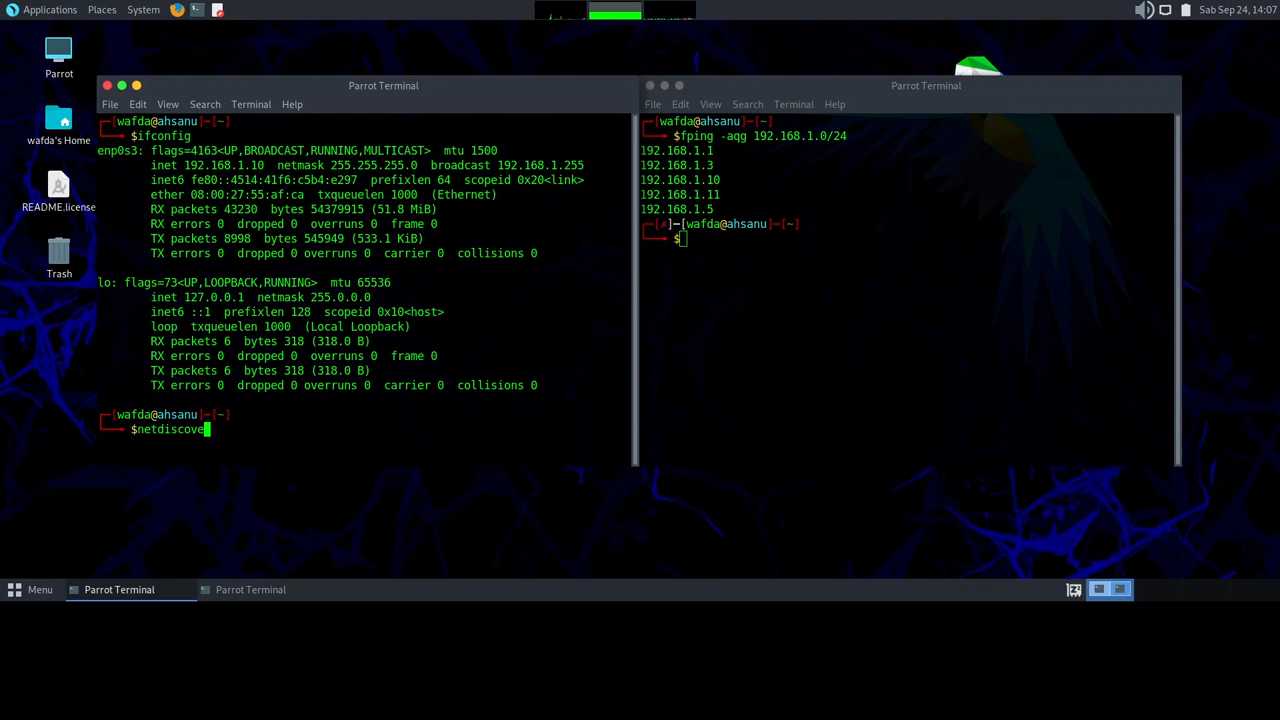 Applications Places System
Sab Sep 24, 14:07
Parrot
wafda's Home
README.license
Trash
Parrot Terminal
File Edit View Search Terminal Help
┌─[wafda@ahsanu]─[~]
└──╼ $ifconfig
enp0s3: flags=4163<UP,BROADCAST,RUNNING,MULTICAST>  mtu 1500
inet 192.168.1.10  netmask 255.255.255.0  broadcast 192.168.1.255
inet6 fe80::4514:41f6:c5b4:e297  prefixlen 64  scopeid 0x20<link>
ether 08:00:27:55:af:ca  txqueuelen 1000  (Ethernet)
RX packets 43230  bytes 54379915 (51.8 MiB)
RX errors 0  dropped 0  overruns 0  frame 0
TX packets 8998  bytes 545949 (533.1 KiB)
TX errors 0  dropped 0 overruns 0  carrier 0  collisions 0
lo: flags=73<UP,LOOPBACK,RUNNING>  mtu 65536
inet 127.0.0.1  netmask 255.0.0.0
inet6 ::1  prefixlen 128  scopeid 0x10<host>
loop  txqueuelen 1000  (Local Loopback)
RX packets 6  bytes 318 (318.0 B)
RX errors 0  dropped 0  overruns 0  frame 0
TX packets 6  bytes 318 (318.0 B)
TX errors 0  dropped 0 overruns 0  carrier 0  collisions 0
┌─[wafda@ahsanu]─[~]
└──╼ $netdiscove
Parrot Terminal
File Edit View Search Terminal Help
┌─[wafda@ahsanu]─[~]
└──╼ $fping -aqg 192.168.1.0/24
192.168.1.1
192.168.1.3
192.168.1.10
192.168.1.11
192.168.1.5
┌─[✗]─[wafda@ahsanu]─[~]
└──╼ $
Menu Parrot Terminal Parrot Terminal